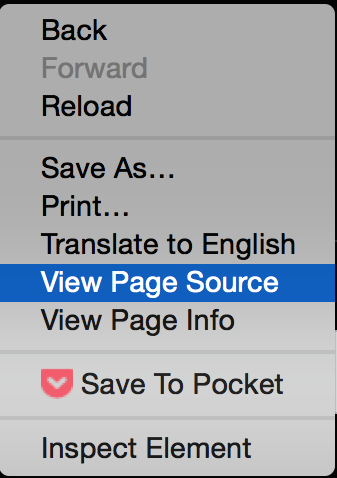 Back
Forward
Reload
Save As...
Print...
Translate to English
View Page Source
View Page Info
Save To Pocket
Inspect Element